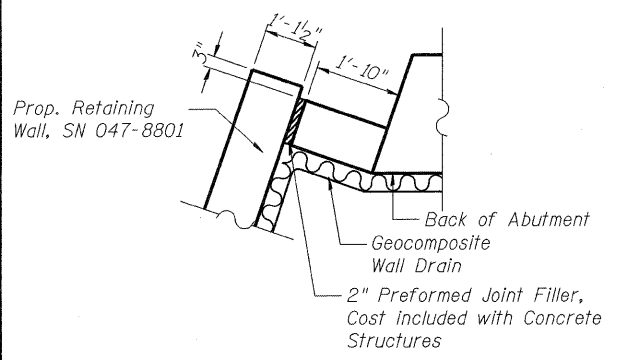 1'-1½"
3"
1'-10"
Prop. Retaining
Wall, SN 047-8801
Back of Abutment
Geocomposite
Wall Drain
2" Preformed Joint Filler,
Cost included with Concrete
Structures